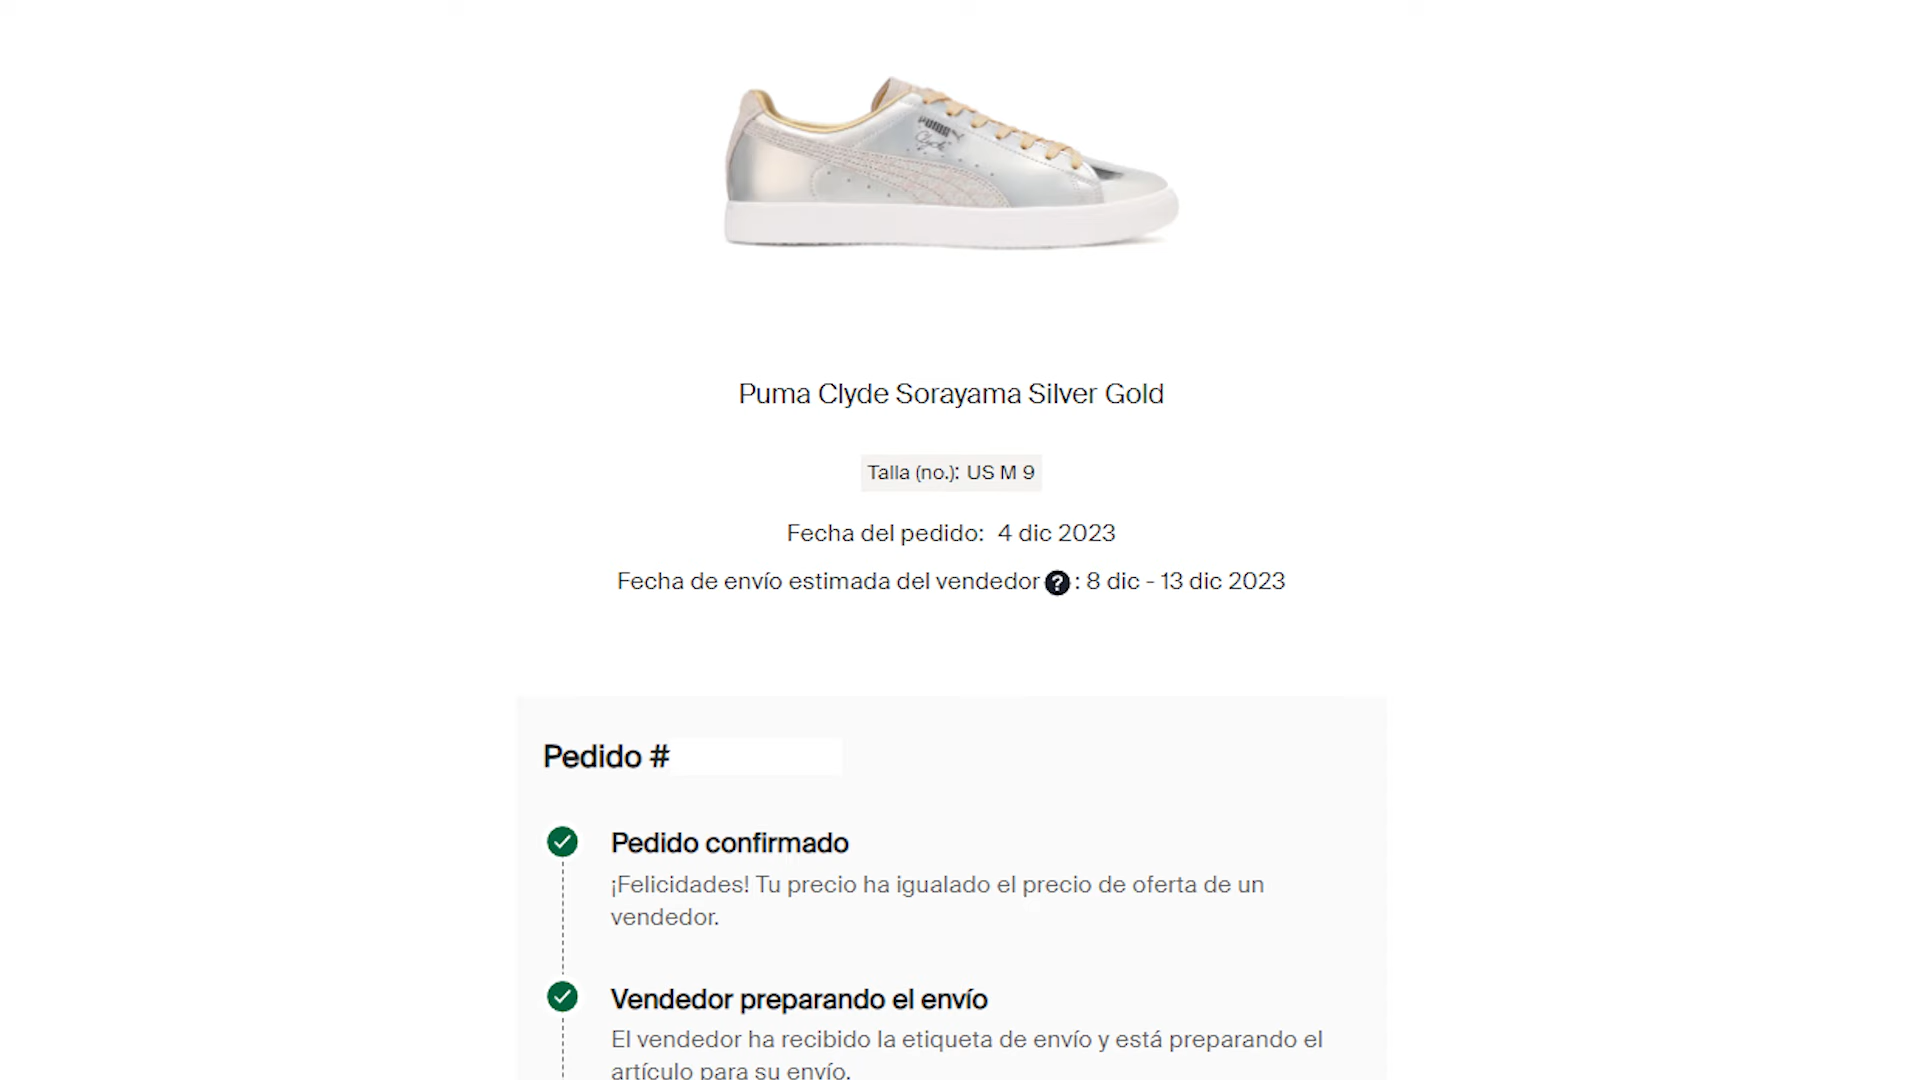 PUMA
Clyde
Puma Clyde Sorayama Silver Gold
Talla (no.): US M 9
Fecha del pedido: 4 dic 2023
Fecha de envío estimada del vendedor ? : 8 dic - 13 dic 2023
Pedido #
Pedido confirmado
¡Felicidades! Tu precio ha igualado el precio de oferta de un
vendedor.
Vendedor preparando el envío
El vendedor ha recibido la etiqueta de envío y está preparando el
artículo para su envío.